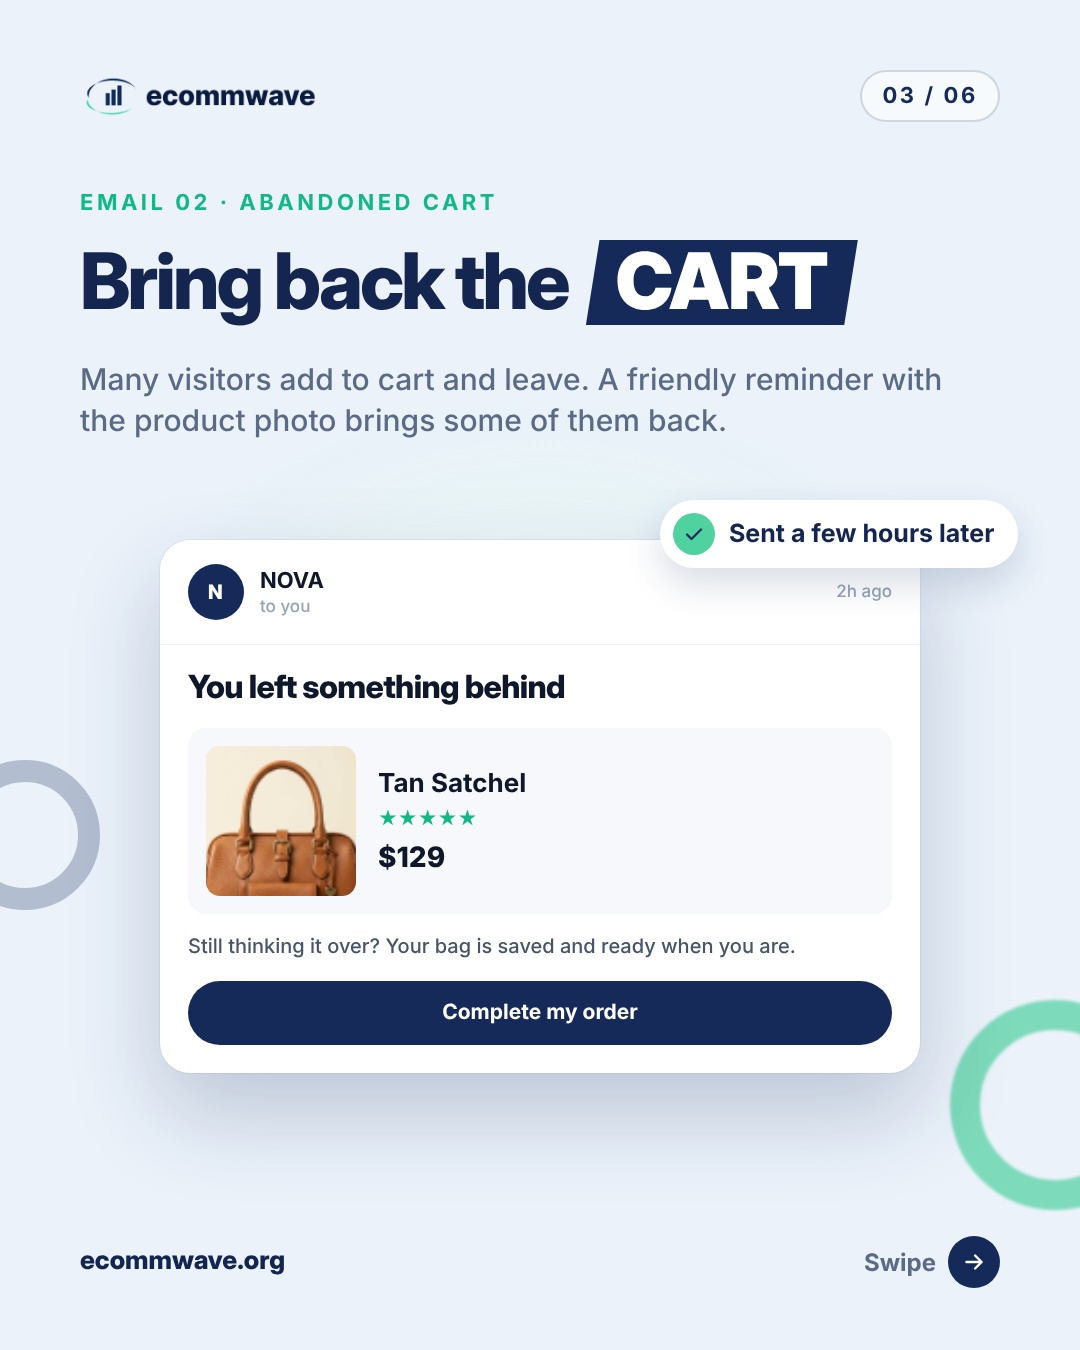 ecommwave
03 / 06
EMAIL 02 · ABANDONED CART
Bring back the CART
Many visitors add to cart and leave. A friendly reminder with
the product photo brings some of them back.
Sent a few hours later
N
NOVA
to you
2h ago
You left something behind
Tan Satchel
★★★★★
$129
Still thinking it over? Your bag is saved and ready when you are.
Complete my order
ecommwave.org
Swipe